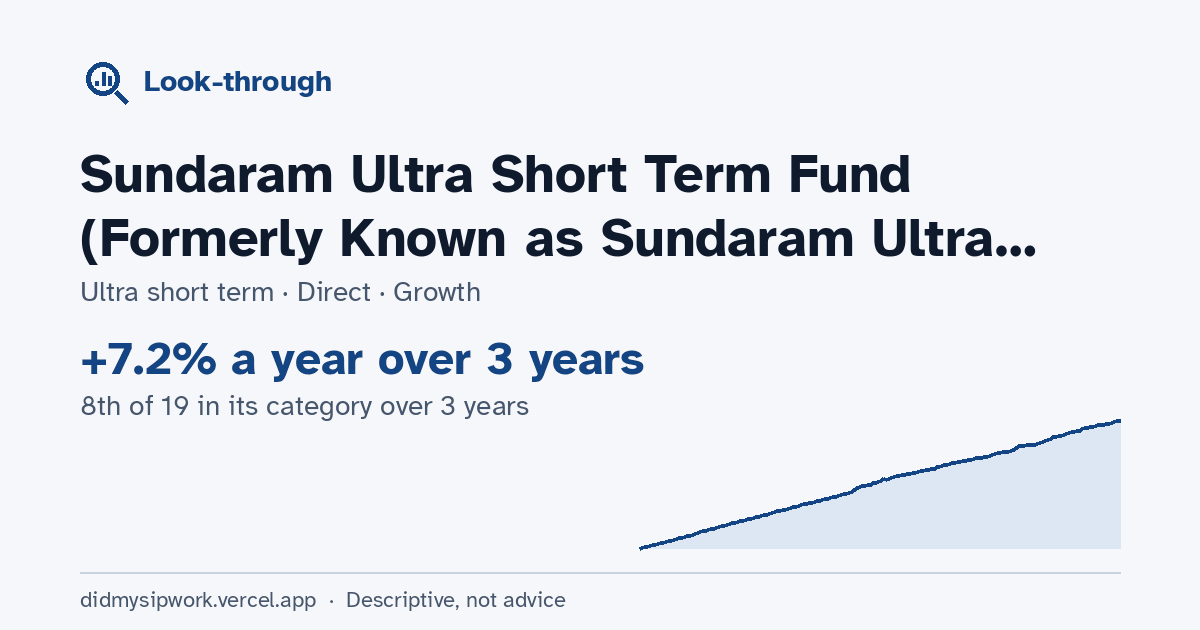 Look-through
Sundaram Ultra Short Term Fund
(Formerly Known as Sundaram Ultra...
Ultra short term · Direct · Growth
+7.2% a year over 3 years
8th of 19 in its category over 3 years
didmysipwork.vercel.app · Descriptive, not advice